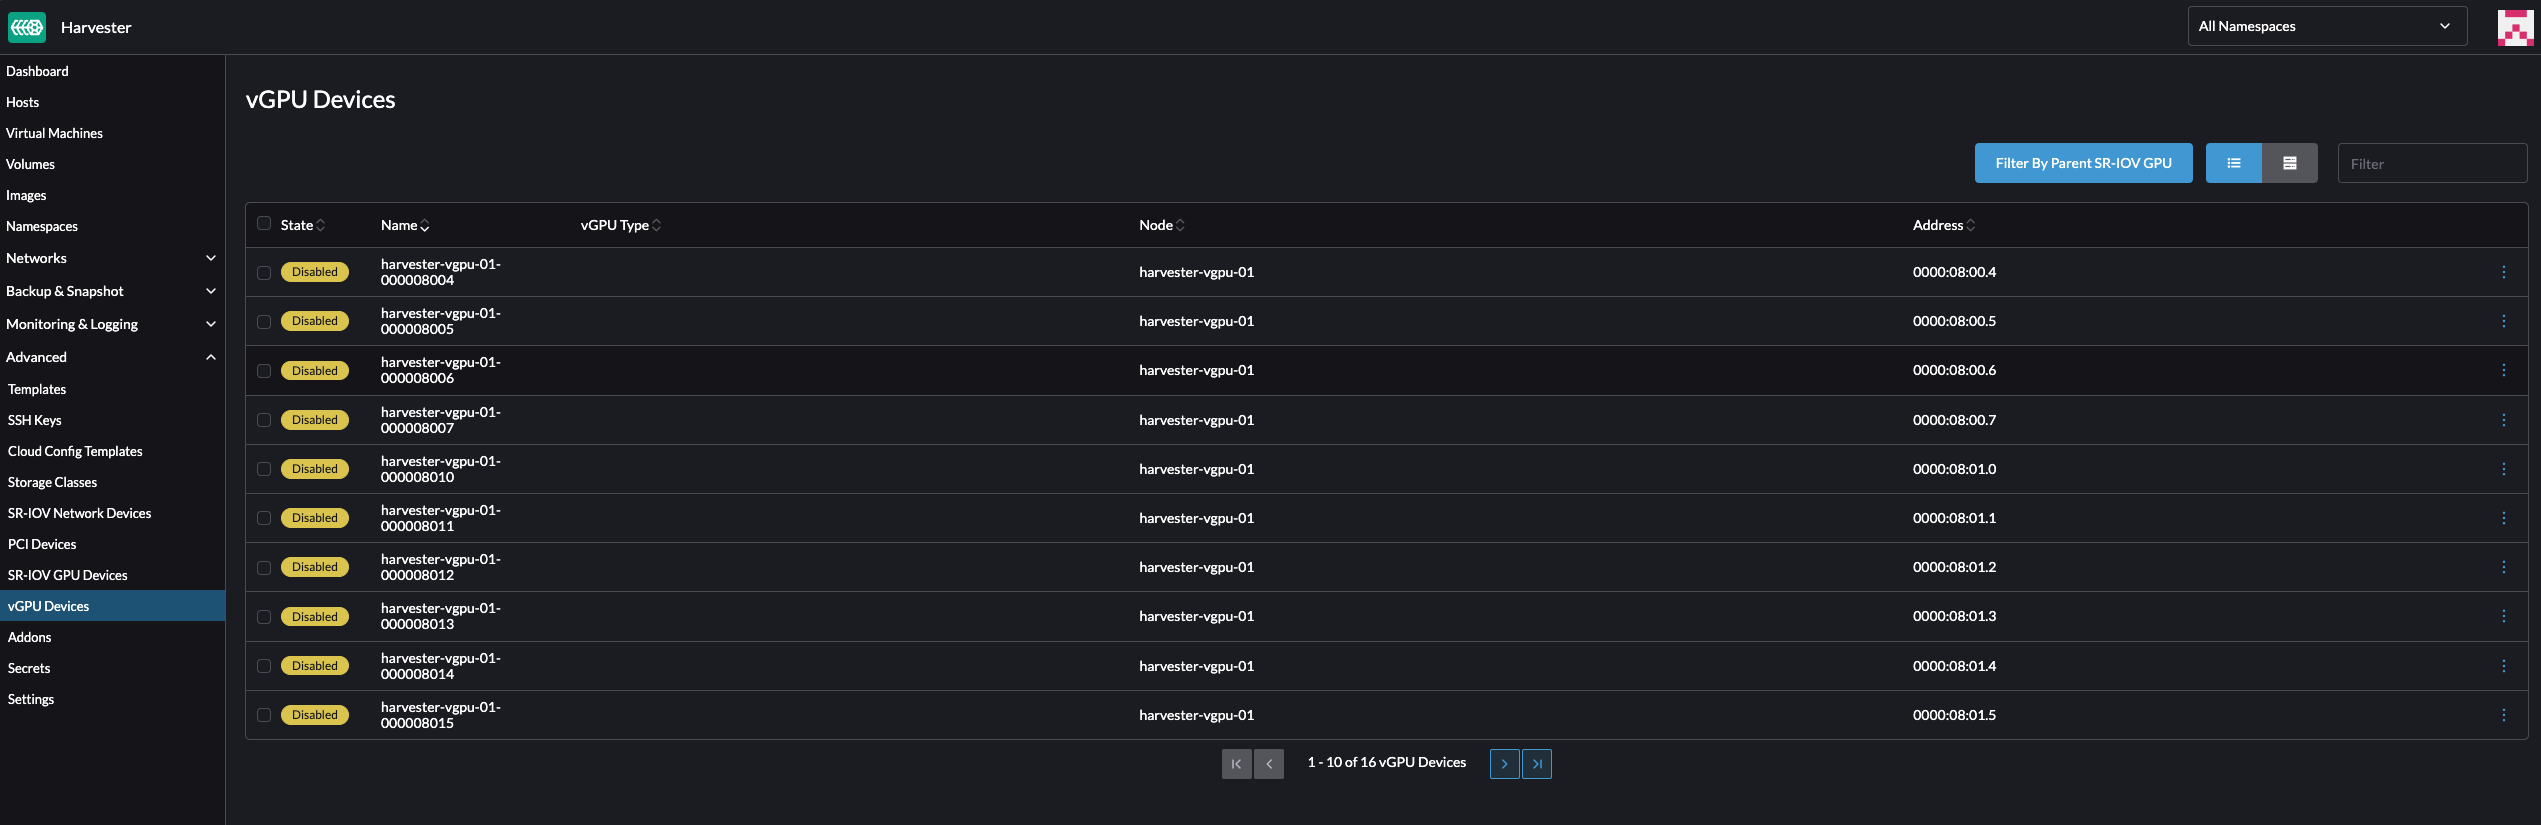 Harvester
All Namespaces
Dashboard
Hosts
Virtual Machines
Volumes
Images
Namespaces
Networks
Backup & Snapshot
Monitoring & Logging
Advanced
Templates
SSH Keys
Cloud Config Templates
Storage Classes
SR-IOV Network Devices
PCI Devices
SR-IOV GPU Devices
vGPU Devices
Addons
Secrets
Settings
vGPU Devices
Filter By Parent SR-IOV GPU
Filter
State Name vGPU Type Node Address
Disabled harvester-vgpu-01-
000008004 harvester-vgpu-01 0000:08:00.4
Disabled harvester-vgpu-01-
000008005 harvester-vgpu-01 0000:08:00.5
Disabled harvester-vgpu-01-
000008006 harvester-vgpu-01 0000:08:00.6
Disabled harvester-vgpu-01-
000008007 harvester-vgpu-01 0000:08:00.7
Disabled harvester-vgpu-01-
000008010 harvester-vgpu-01 0000:08:01.0
Disabled harvester-vgpu-01-
000008011 harvester-vgpu-01 0000:08:01.1
Disabled harvester-vgpu-01-
000008012 harvester-vgpu-01 0000:08:01.2
Disabled harvester-vgpu-01-
000008013 harvester-vgpu-01 0000:08:01.3
Disabled harvester-vgpu-01-
000008014 harvester-vgpu-01 0000:08:01.4
Disabled harvester-vgpu-01-
000008015 harvester-vgpu-01 0000:08:01.5
1 - 10 of 16 vGPU Devices